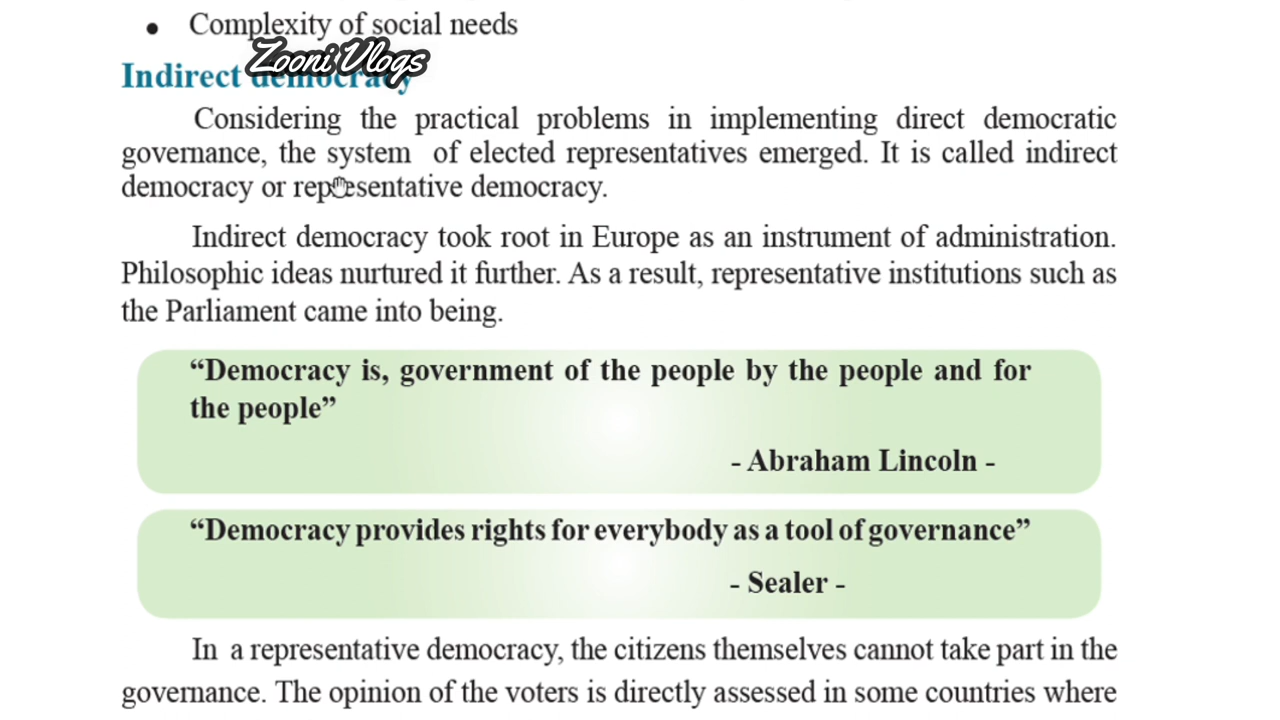 • Complexity of social needs
Zooni Vlogs
Indirect democracy
Considering the practical problems in implementing direct democratic
governance, the system of elected representatives emerged. It is called indirect
democracy or representative democracy.
Indirect democracy took root in Europe as an instrument of administration.
Philosophic ideas nurtured it further. As a result, representative institutions such as
the Parliament came into being.
“Democracy is, government of the people by the people and for
the people”
- Abraham Lincoln -
“Democracy provides rights for everybody as a tool of governance”
- Sealer -
In a representative democracy, the citizens themselves cannot take part in the
governance. The opinion of the voters is directly assessed in some countries where